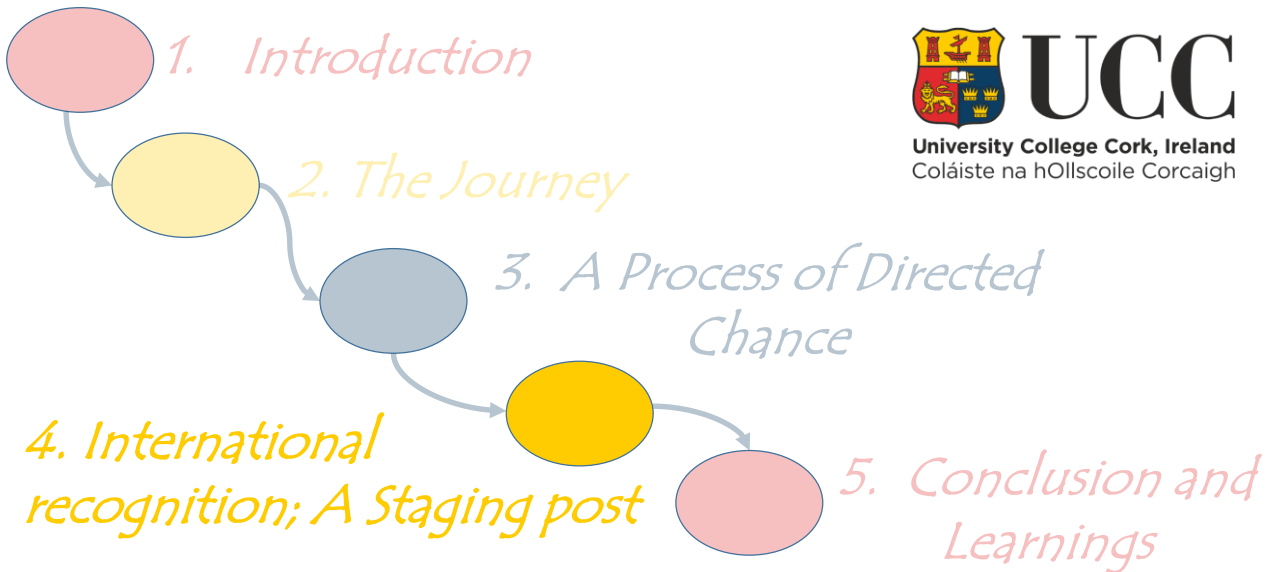 1. Introduction
UCC
University College Cork, Ireland
Coláiste na hOllscoile Corcaigh
2. The Journey
3. A Process of Directed
Chance
4. International
recognition; A Staging post
5. Conclusion and
Learnings